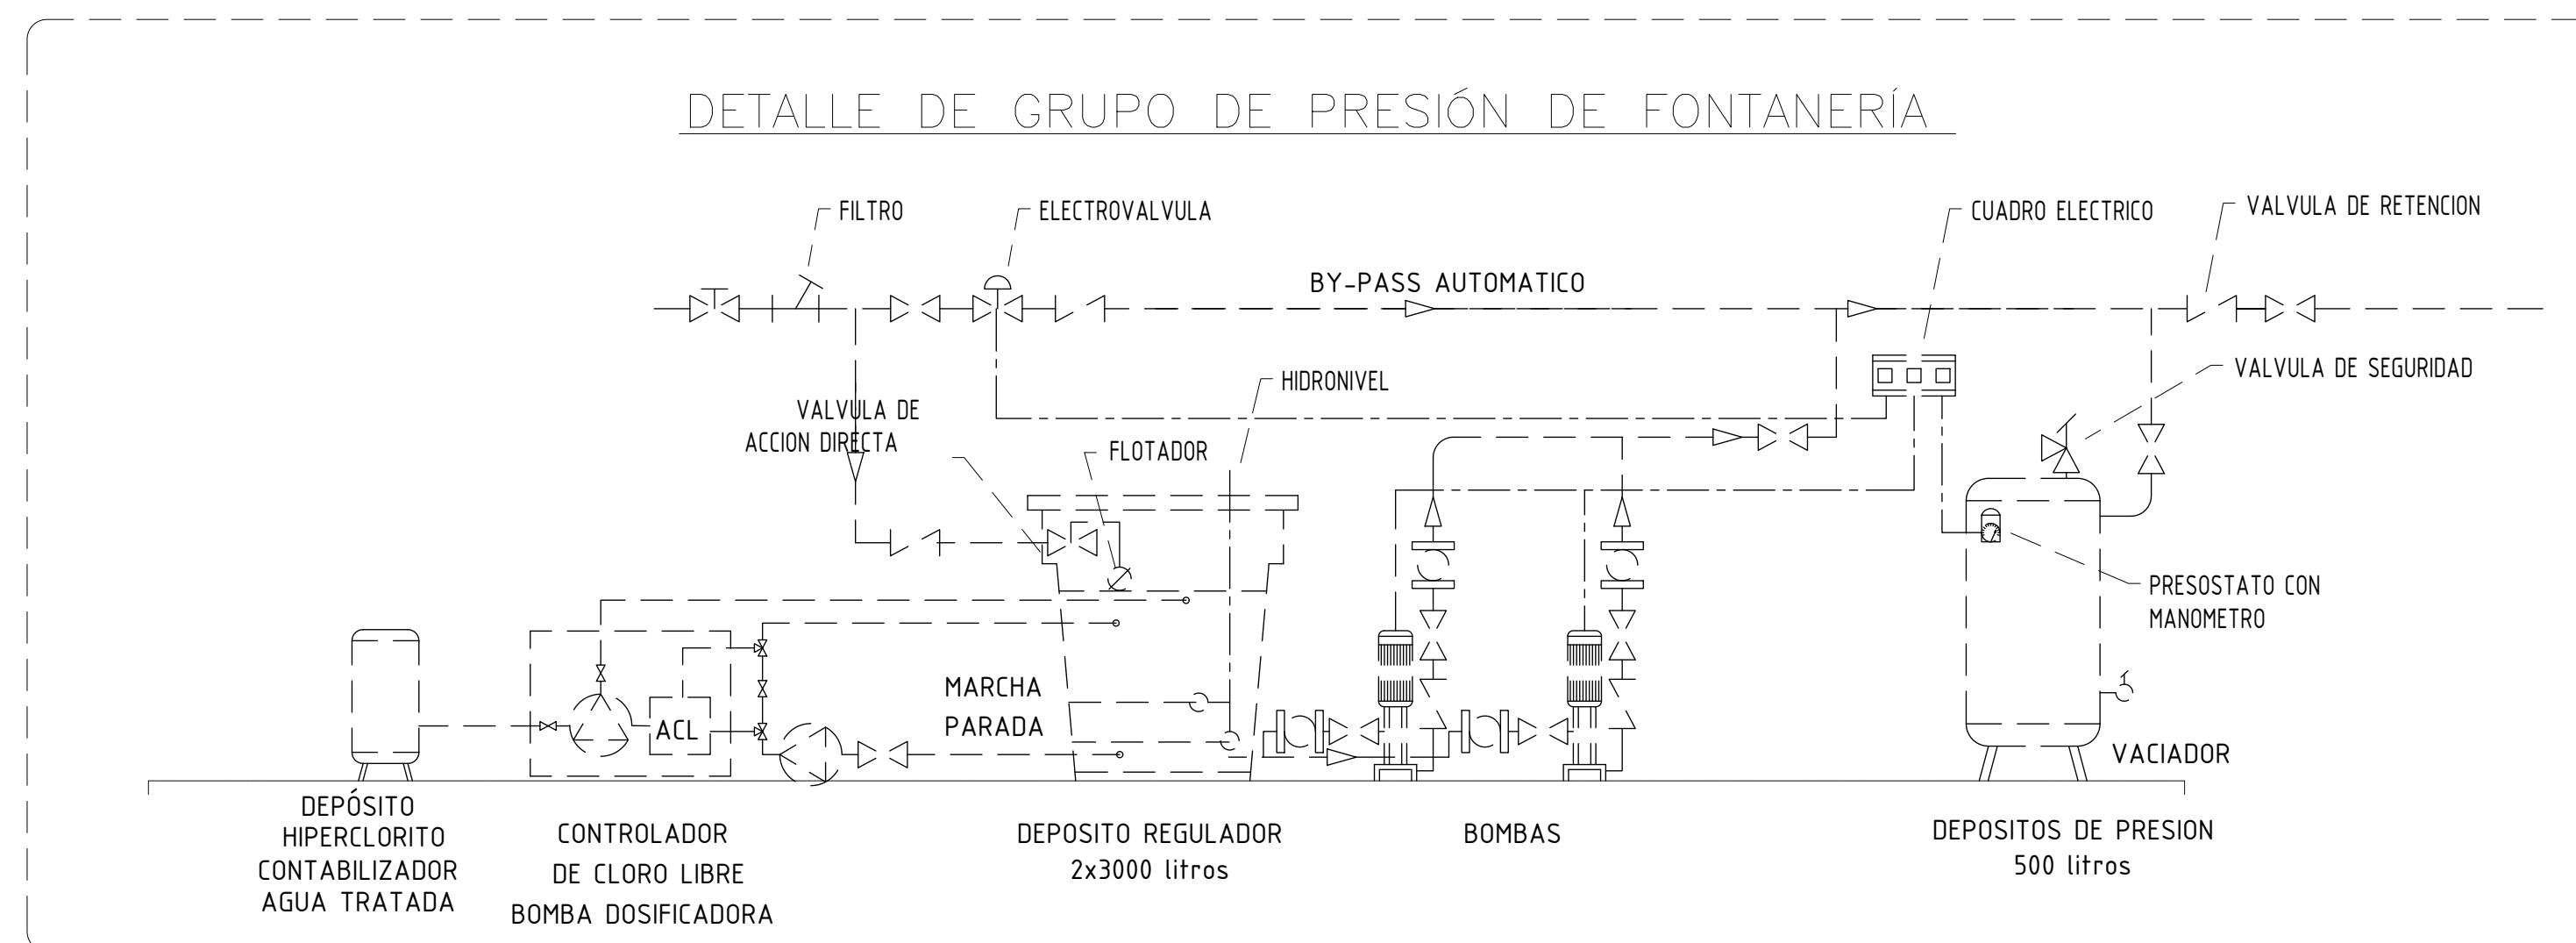 DETALLE DE GRUPO DE PRESIÓN DE FONTANERÍA
FILTRO
ELECTROVALVULA
CUADRO ELECTRICO
VALVULA DE RETENCION
BY-PASS AUTOMATICO
HIDRONIVEL
VALVULA DE SEGURIDAD
VALVULA DE
ACCION DIRECTA
FLOTADOR
PRESOSTATO CON
MANOMETRO
MARCHA
PARADA
ACL
VACIADOR
DEPÓSITO
HIPERCLORITO
CONTABILIZADOR
AGUA TRATADA
CONTROLADOR
DE CLORO LIBRE
BOMBA DOSIFICADORA
DEPOSITO REGULADOR
2x3000 litros
BOMBAS
DEPOSITOS DE PRESION
500 litros